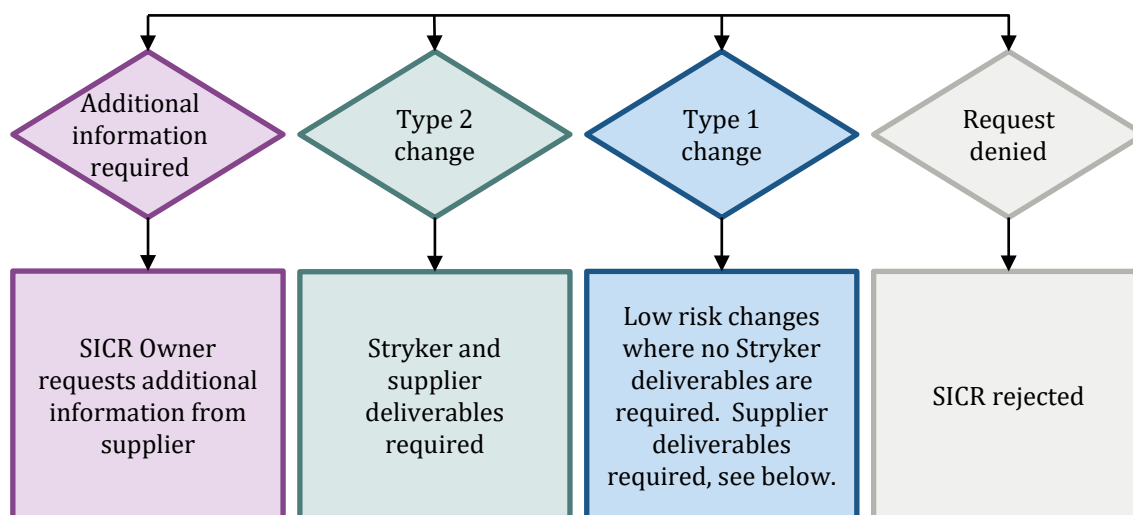 Additional
information
required
Type 2
change
Type 1
change
Request
denied
SICR Owner
requests additional
information from
supplier
Stryker and
supplier
deliverables
required
Low risk changes
where no Stryker
deliverables are
required.  Supplier
deliverables
required, see below.
SICR rejected